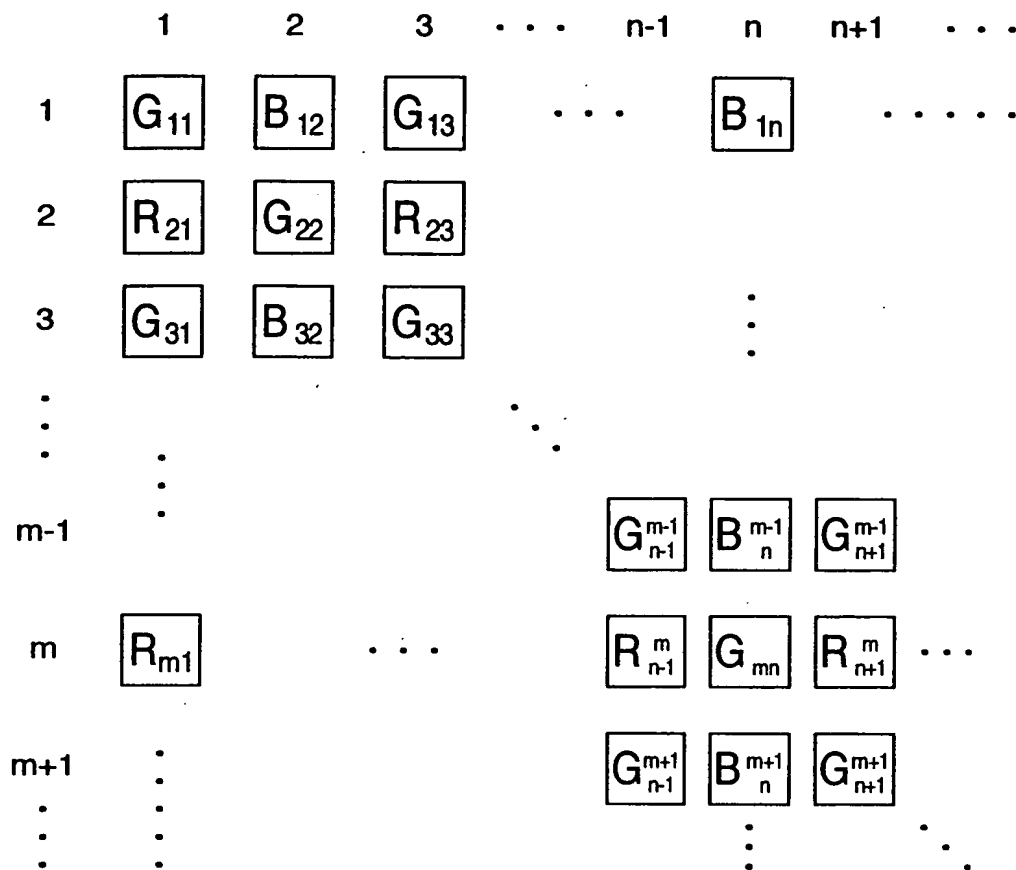 1 2 3 . . . n-1 n n+1 . . .
1 G11 B12 G13 . . . B1n . . . . .
2 R21 G22 R23
3 G31 B32 G33
m-1 G m-1 n-1 B m-1 n G m-1 n+1
m Rm1 . . . R m n-1 Gmn R m n+1 . . .
m+1 G m+1 n-1 B m+1 n G m+1 n+1